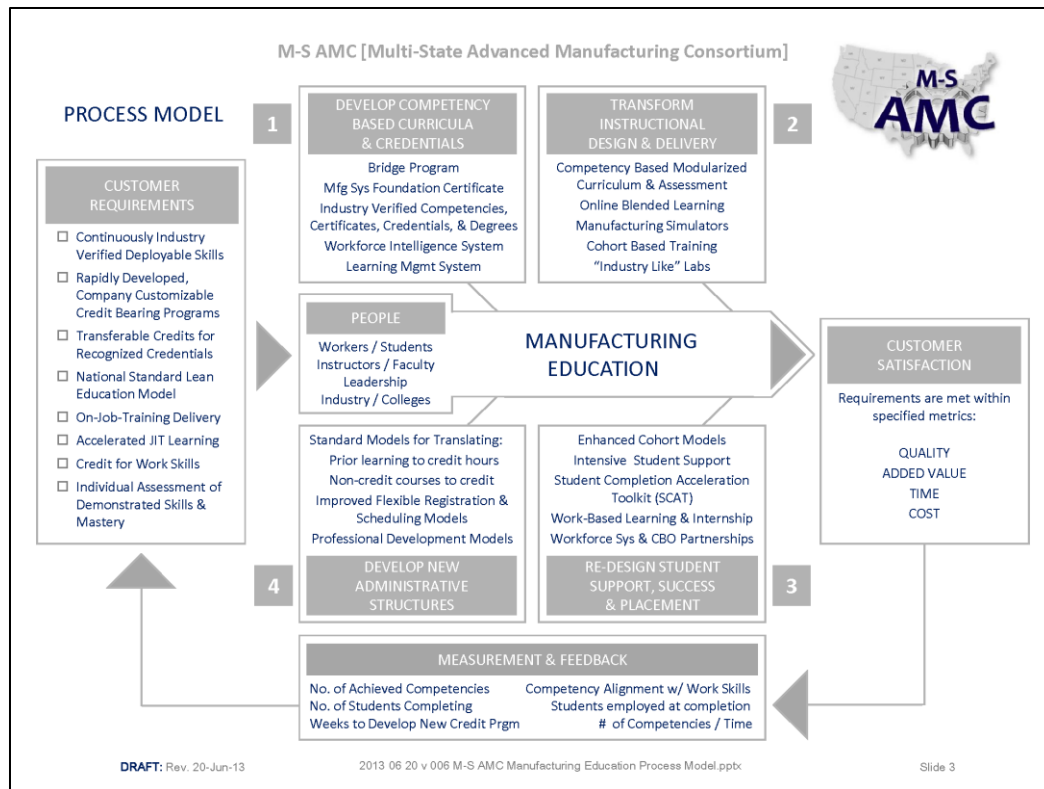 M-S AMC [Multi-State Advanced Manufacturing Consortium]
M-S
AMC
PROCESS MODEL
1
DEVELOP COMPETENCY
BASED CURRICULA
& CREDENTIALS
Bridge Program
Mfg Sys Foundation Certificate
Industry Verified Competencies,
Certificates, Credentials, & Degrees
Workforce Intelligence System
Learning Mgmt System
TRANSFORM
INSTRUCTIONAL
DESIGN & DELIVERY
2
Competency Based Modularized
Curriculum & Assessment
Online Blended Learning
Manufacturing Simulators
Cohort Based Training
"Industry Like" Labs
CUSTOMER
REQUIREMENTS
Continuously Industry
Verified Deployable Skills
Rapidly Developed,
Company Customizable
Credit Bearing Programs
Transferable Credits for
Recognized Credentials
National Standard Lean
Education Model
On-Job-Training Delivery
Accelerated JIT Learning
Credit for Work Skills
Individual Assessment of
Demonstrated Skills &
Mastery
PEOPLE
Workers / Students
Instructors / Faculty
Leadership
Industry / Colleges
MANUFACTURING
EDUCATION
CUSTOMER
SATISFACTION
Requirements are met within
specified metrics:
QUALITY
ADDED VALUE
TIME
COST
Standard Models for Translating:
Prior learning to credit hours
Non-credit courses to credit
Improved Flexible Registration &
Scheduling Models
Professional Development Models
4
DEVELOP NEW
ADMINISTRATIVE
STRUCTURES
Enhanced Cohort Models
Intensive Student Support
Student Completion Acceleration
Toolkit (SCAT)
Work-Based Learning & Internship
Workforce Sys & CBO Partnerships
RE-DESIGN STUDENT
SUPPORT, SUCCESS
& PLACEMENT
3
MEASUREMENT & FEEDBACK
No. of Achieved Competencies
No. of Students Completing
Weeks to Develop New Credit Prgm
Competency Alignment w/ Work Skills
Students employed at completion
# of Competencies / Time
DRAFT: Rev. 20-Jun-13
2013 06 20 v 006 M-S AMC Manufacturing Education Process Model.pptx
Slide 3